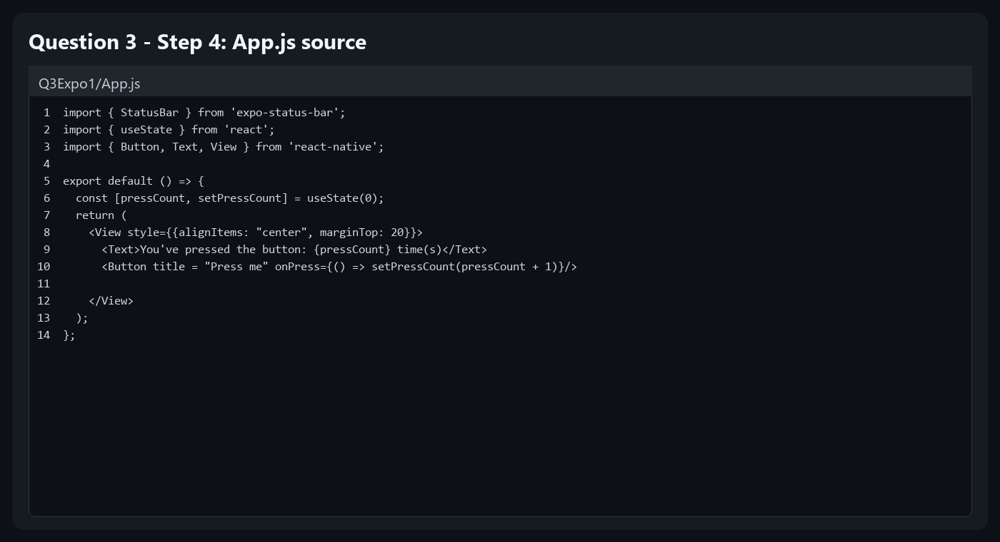 Question 3 - Step 4: App.js source
Q3Expo1/App.js
1 import { StatusBar } from 'expo-status-bar';
2 import { useState } from 'react';
3 import { Button, Text, View } from 'react-native';
4
5 export default () => {
6   const [pressCount, setPressCount] = useState(0);
7   return (
8     <View style={{alignItems: "center", marginTop: 20}}>
9       <Text>You've pressed the button: {pressCount} time(s)</Text>
10       <Button title = "Press me" onPress={() => setPressCount(pressCount + 1)}/>
11
12     </View>
13   );
14 };